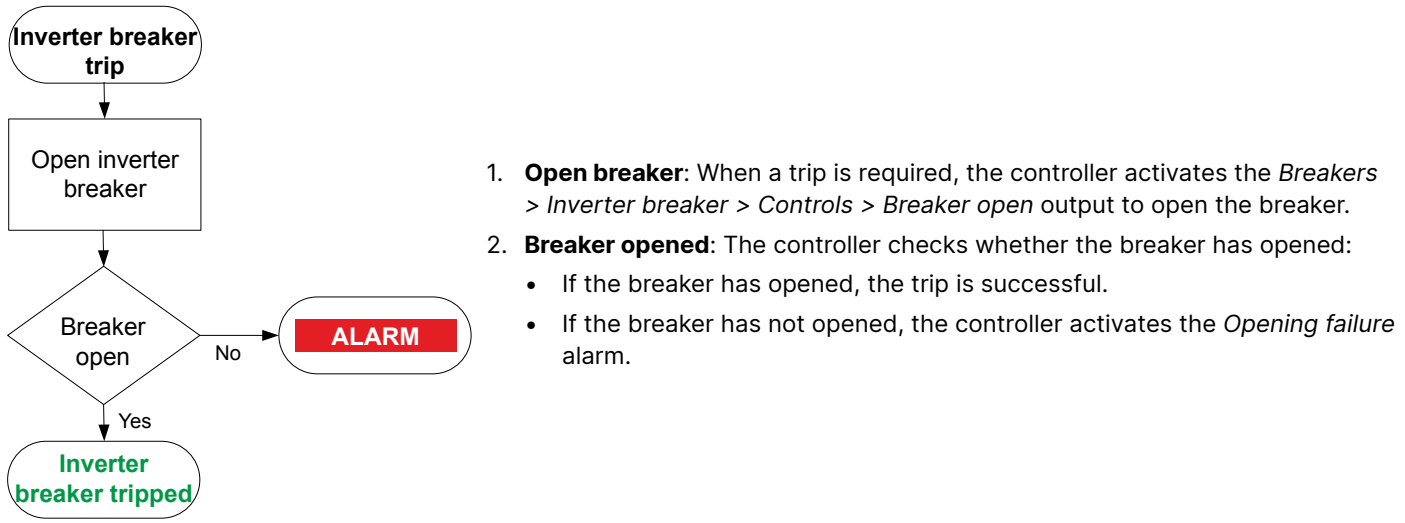 Inverter breaker
trip
Open inverter
breaker
Breaker
open
No
ALARM
Yes
Inverter
breaker tripped
1. Open breaker: When a trip is required, the controller activates the Breakers
> Inverter breaker > Controls > Breaker open output to open the breaker.
2. Breaker opened: The controller checks whether the breaker has opened:
• If the breaker has opened, the trip is successful.
• If the breaker has not opened, the controller activates the Opening failure
alarm.